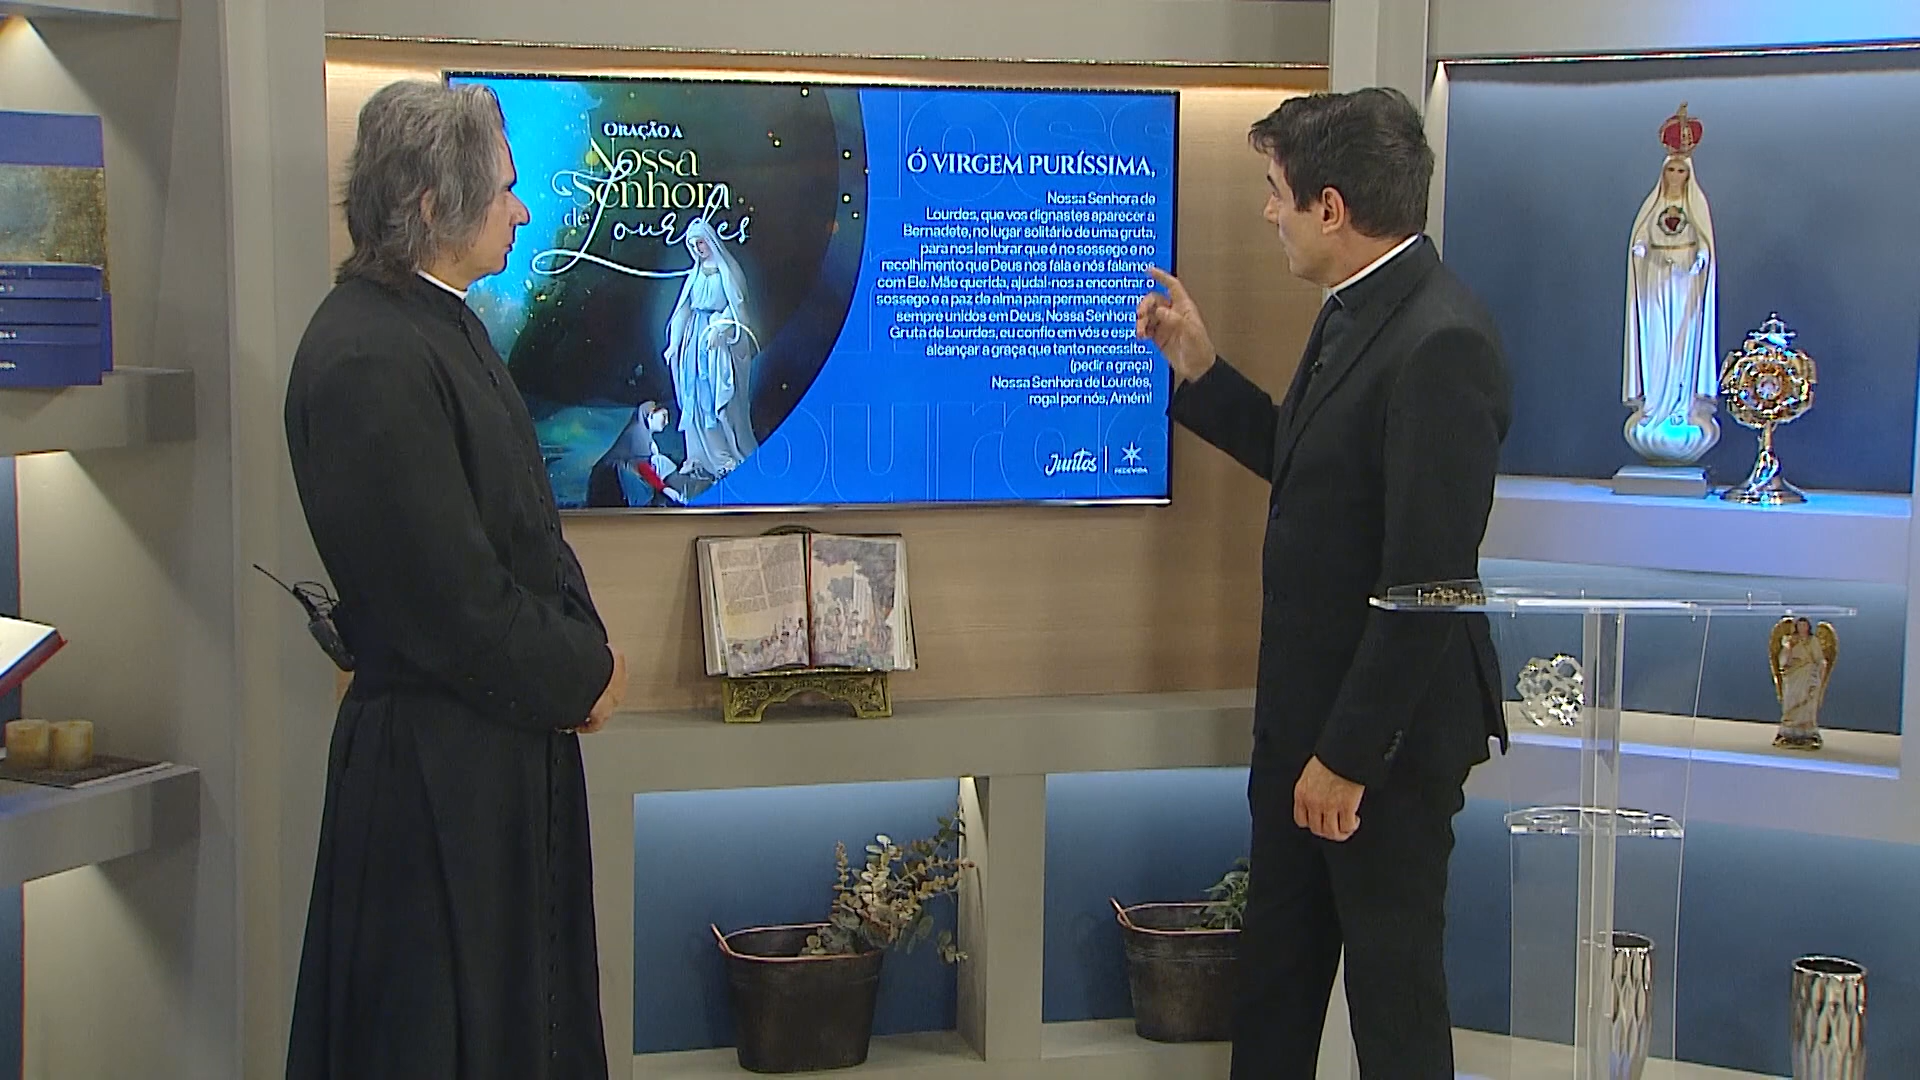 ORAÇÃO A
Nossa
Senhora
de Lourdes
Ó VIRGEM PURÍSSIMA,
Nossa Senhora de
Lourdes, que vos dignastes aparecer a
Bernadete, no lugar solitário de uma gruta,
para nos lembrar que é no sossego e no
recolhimento que Deus nos fala e nós falamos
com Ele. Mãe querida, ajudai-nos a encontrar o
sossego e a paz de alma para permanecermo
sempre unidos em Deus. Nossa Senhora
Gruta de Lourdes, eu confio em vós e espe
alcançar a graça que tanto necessito...
(pedir a graça)
Nossa Senhora de Lourdes,
rogai por nós, Amém!
Juntos
REDEVIDA